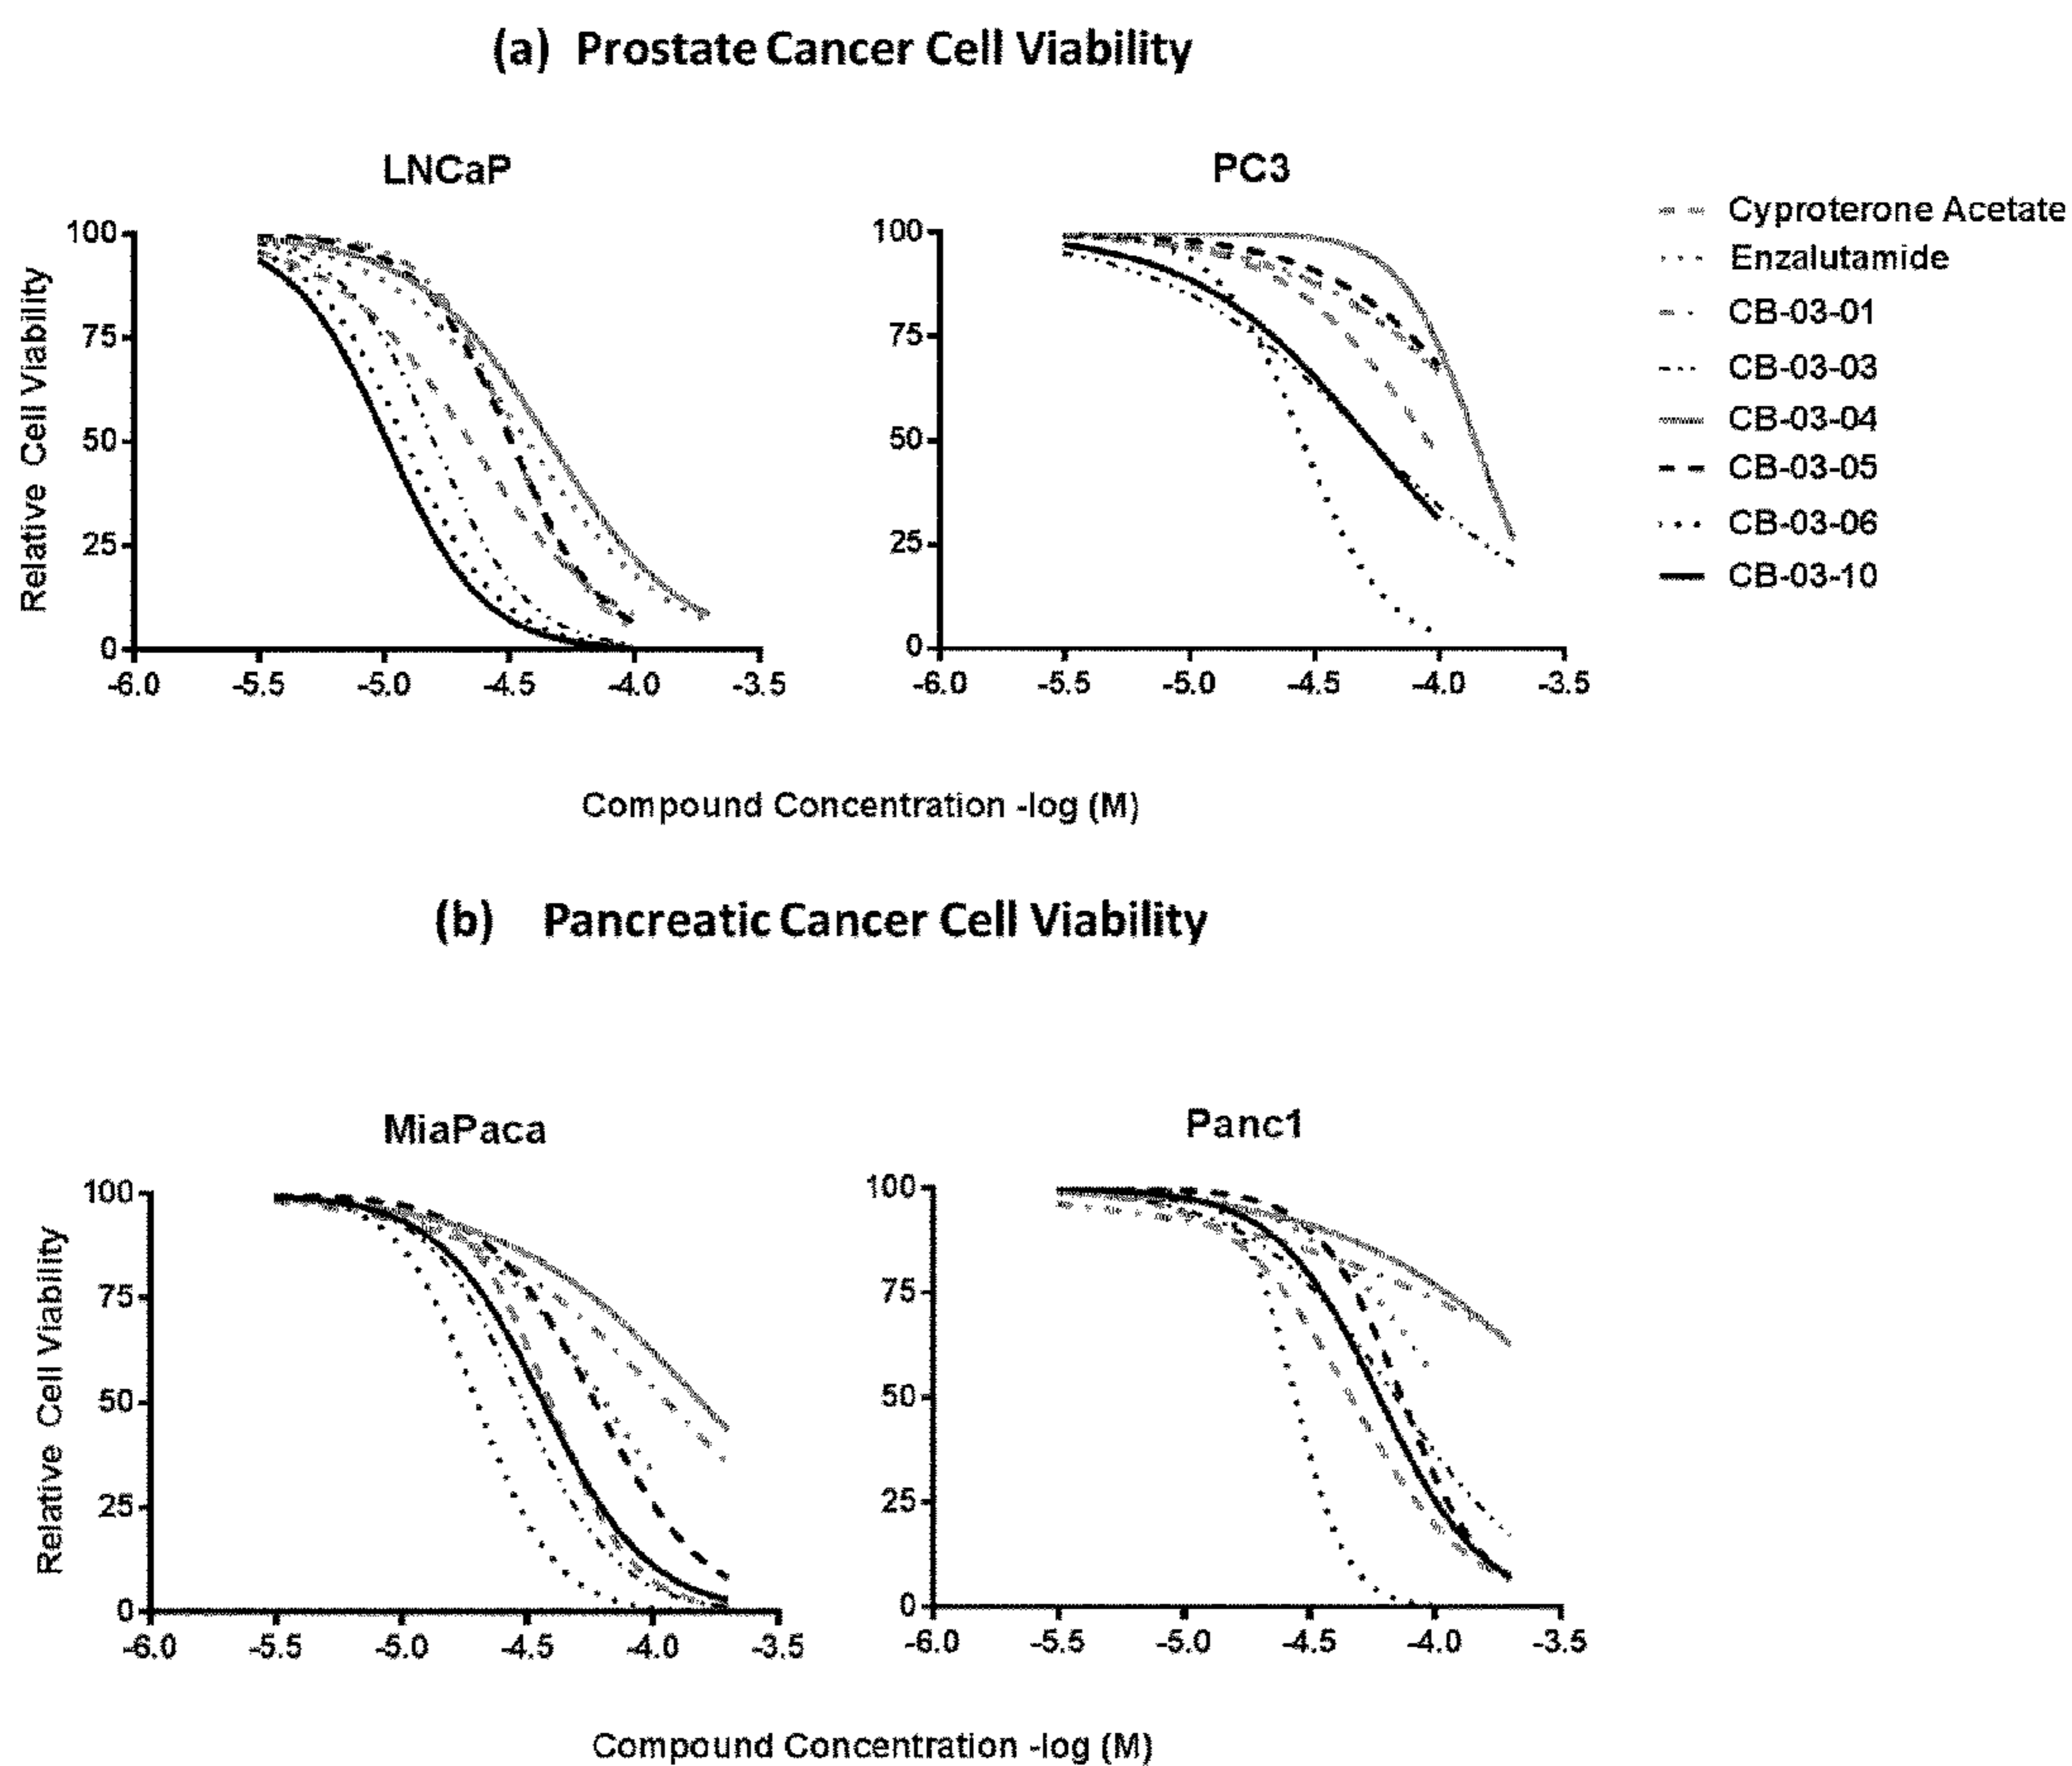 (a) Prostate Cancer Cell Viability
LNCaP
PC3
Relative Cell Viability
100
75
50
25
0
-6.0 -5.5 -5.0 -4.5 -4.0 -3.5
100
75
50
25
0
-6.0 -5.5 -5.0 -4.5 -4.0 -3.5
Cyproterone Acetate
Enzalutamide
CB-03-01
CB-03-03
CB-03-04
CB-03-05
CB-03-06
CB-03-10
Compound Concentration -log (M)
(b) Pancreatic Cancer Cell Viability
MiaPaca
Panc1
Relative Cell Viability
100
75
50
25
0
-6.0 -5.5 -5.0 -4.5 -4.0 -3.5
100
75
50
25
0
-6.0 -5.5 -5.0 -4.5 -4.0 -3.5
Compound Concentration -log (M)